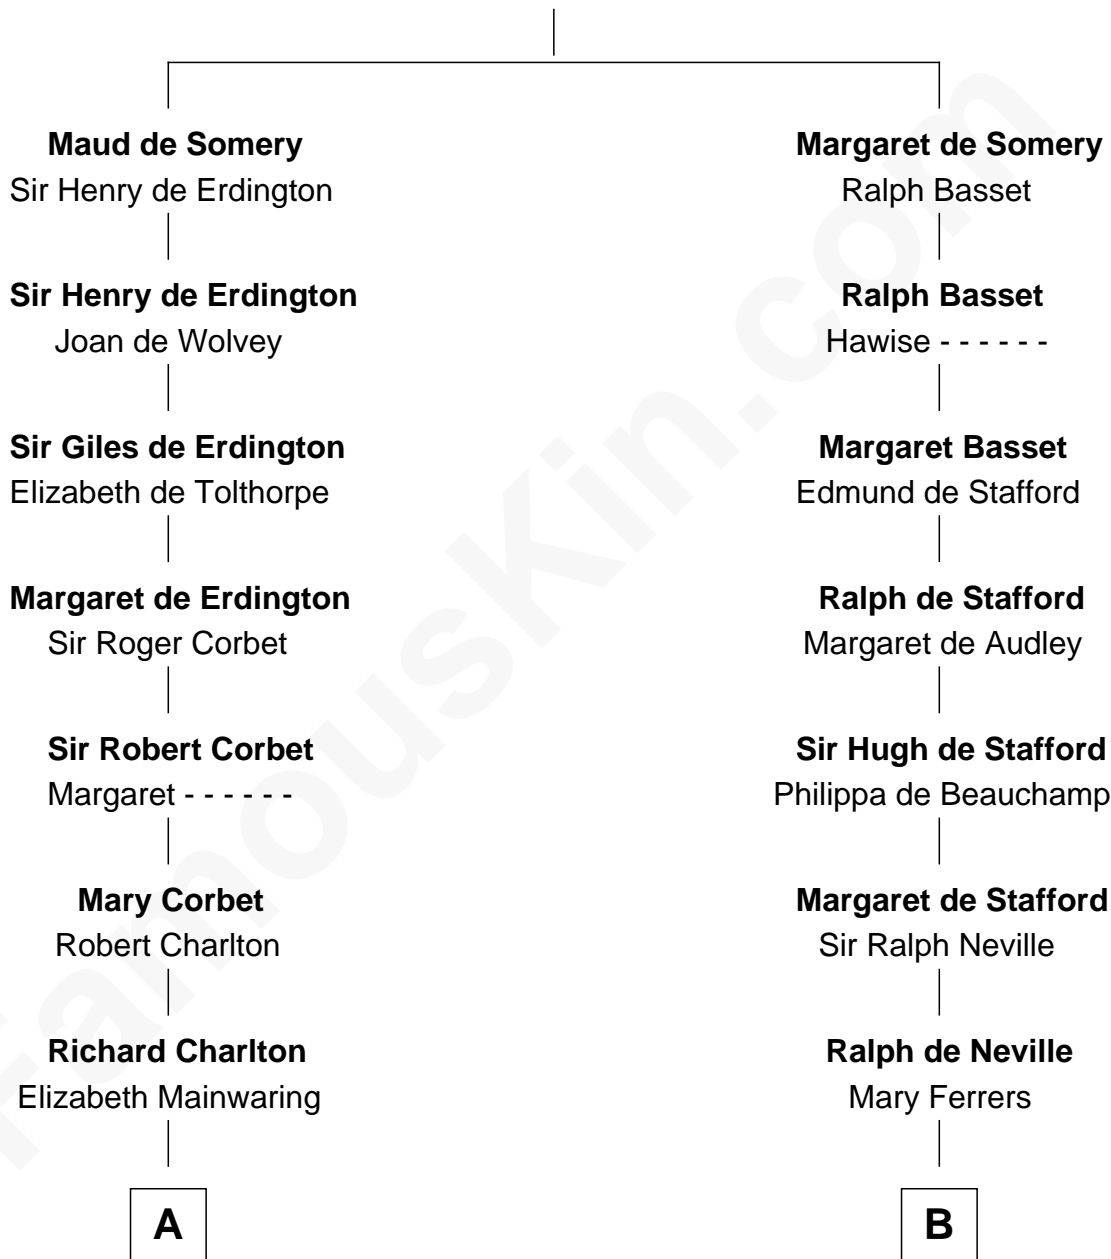 Maud de Somery
Sir Henry de Erdington
Sir Henry de Erdington
Joan de Wolvey
Sir Giles de Erdington
Elizabeth de Tolthorpe
Margaret de Erdington
Sir Roger Corbet
Sir Robert Corbet
Margaret - - - - - -
Mary Corbet
Robert Charlton
Richard Charlton
Elizabeth Mainwaring
A
Margaret de Somery
Ralph Basset
Ralph Basset
Hawise - - - - - -
Margaret Basset
Edmund de Stafford
Ralph de Stafford
Margaret de Audley
Sir Hugh de Stafford
Philippa de Beauchamp
Margaret de Stafford
Sir Ralph Neville
Ralph de Neville
Mary Ferrers
B
FamousKin.com